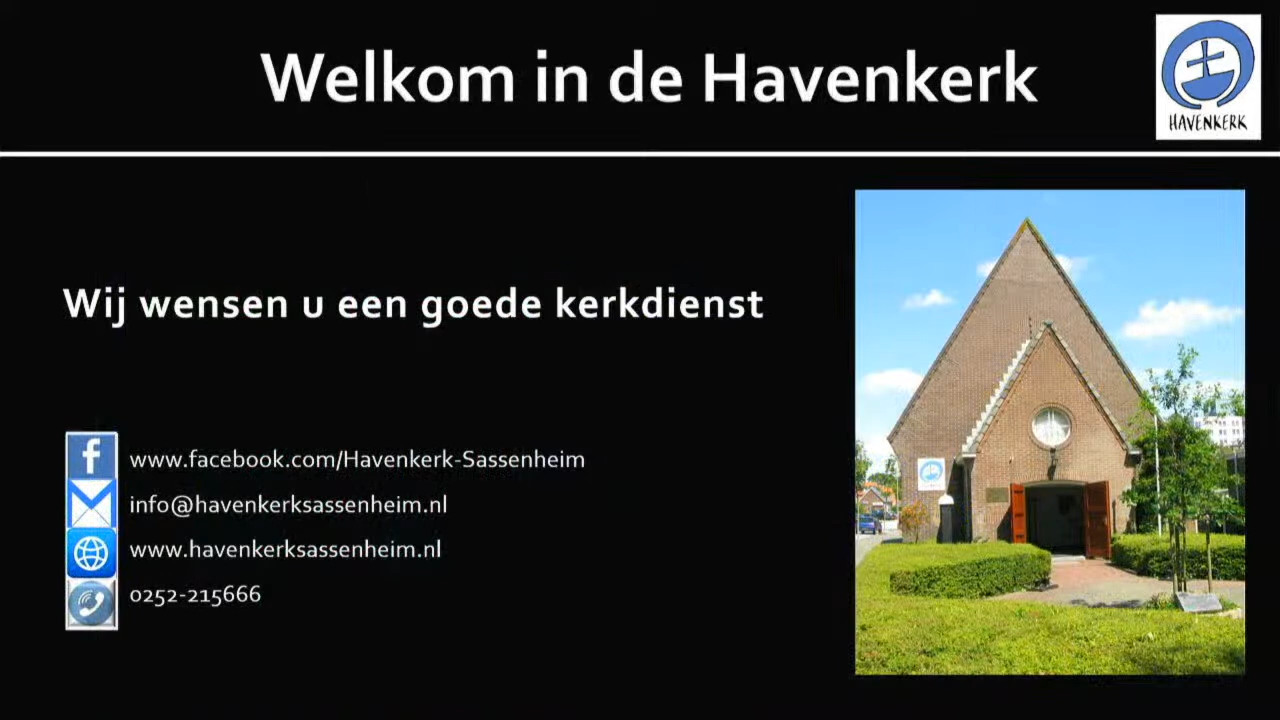 Welkom in de Havenkerk
HAVENKERK
Wij wensen u een goede kerkdienst
www.facebook.com/Havenkerk-Sassenheim
info@havenkerksassenheim.nl
www.havenkerksassenheim.nl
0252-215666